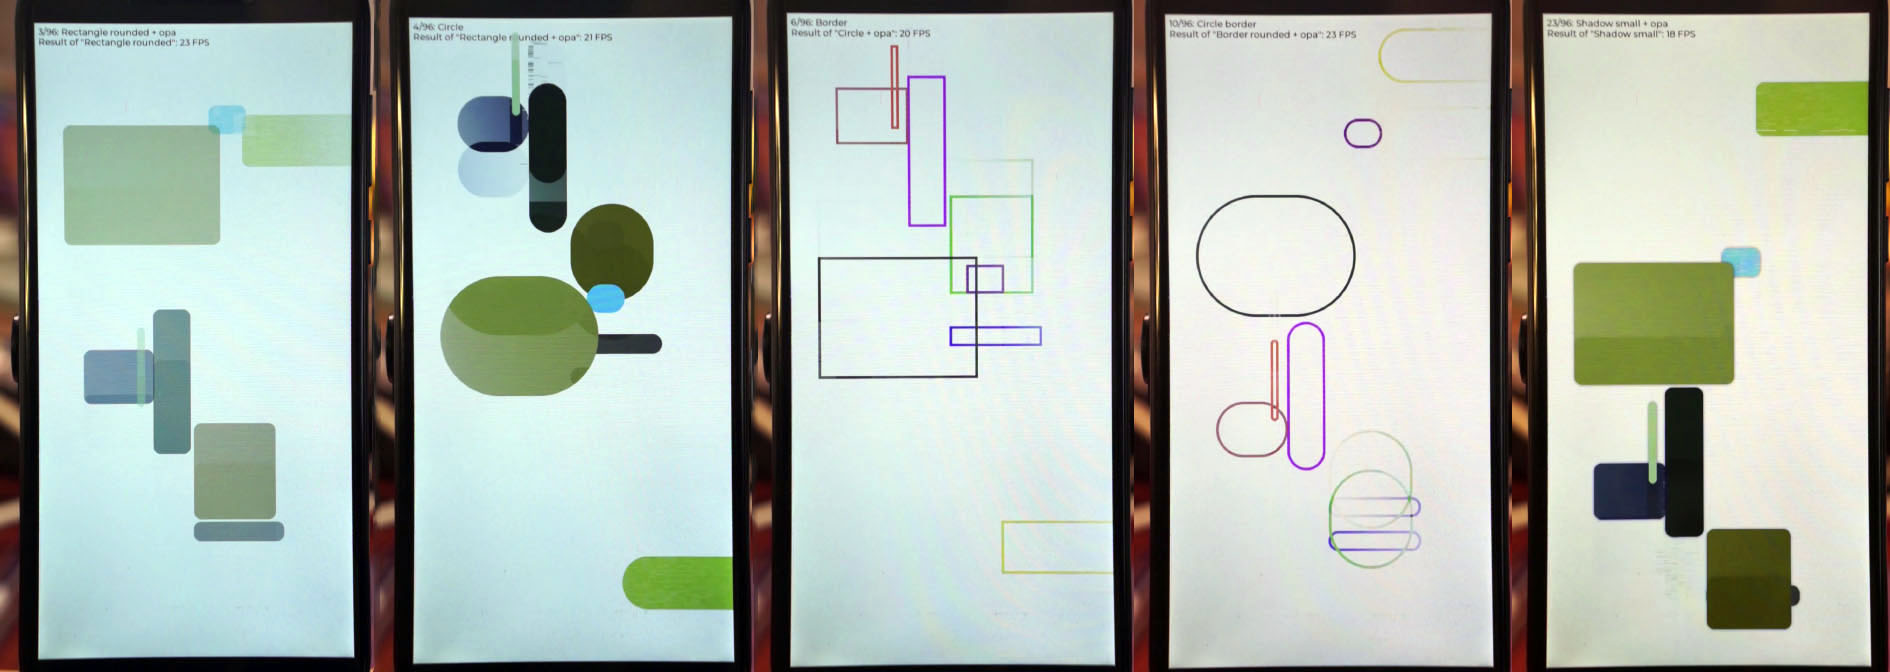 3/96: Rectangle rounded + opa
Result of "Rectangle rounded": 23 FPS
4/96: Circle
Result of "Rectangle rounded + opa": 21 FPS
6/96: Border
Result of "Circle + opa": 20 FPS
10/96: Circle border
Result of "Border rounded + opa": 23 FPS
23/96: Shadow small + opa
Result of "Shadow small": 18 FPS